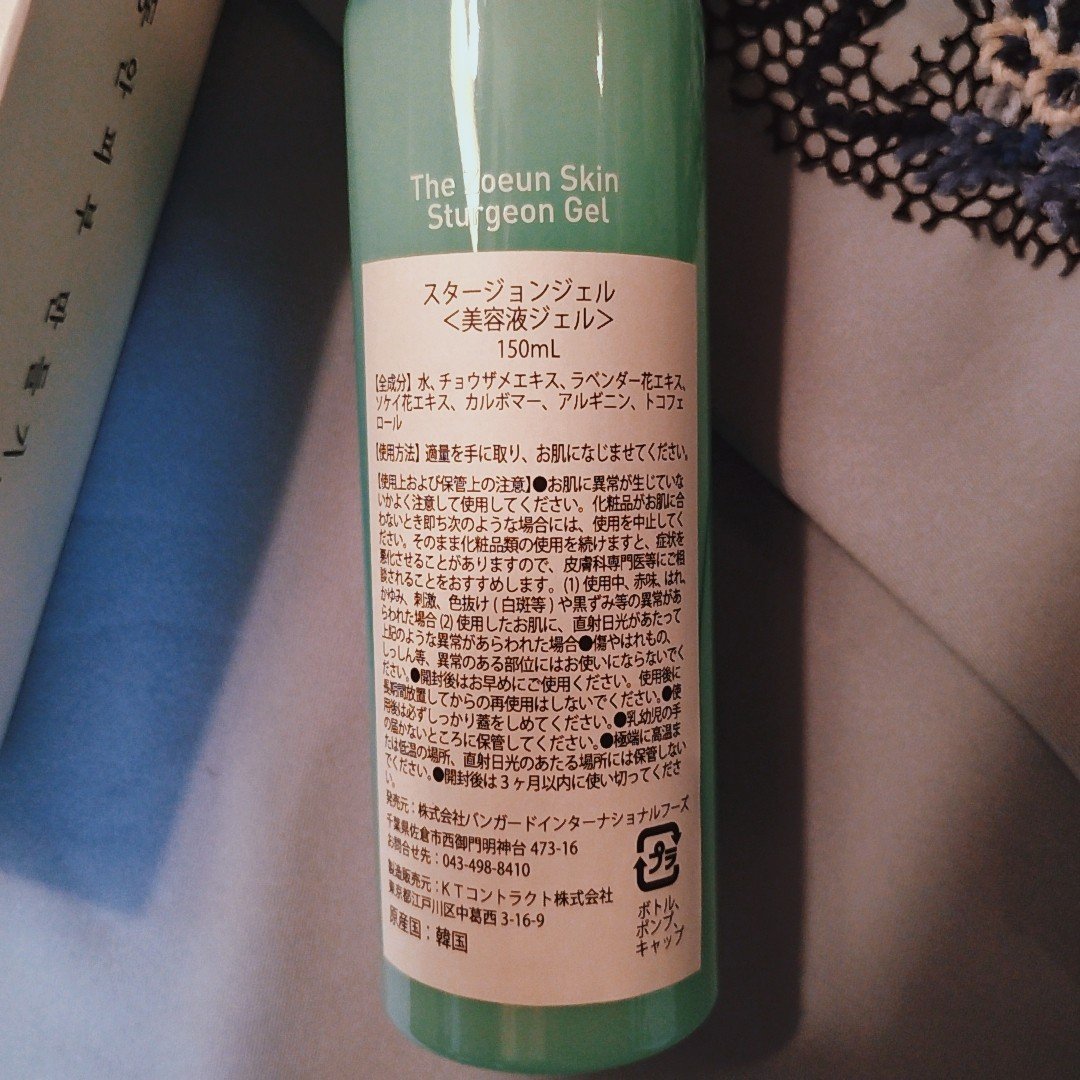 The Joeun Skin
Sturgeon Gel
スタージョンジェル
＜美容液ジェル＞
150mL
【全成分】水、チョウザメエキス、ラベンダー花エキス、
ソケイ花エキス、カルボマー、アルギニン、トコフェ
ロール
【使用方法】適量を手に取り、お肌になじませてください。
【使用上および保管上の注意】●お肌に異常が生じていな
いかよく注意して使用してください。化粧品がお肌に合
わないとき即ち次のような場合には、使用を中止してく
ださい。そのまま化粧品類の使用を続けますと、症状を
悪化させることがありますので、皮膚科専門医等にご相
談されることをおすすめします。(1) 使用中、赤味、はれ、
かゆみ、刺激、色抜け ( 白斑等 ) や黒ずみ等の異常があ
らわれた場合 (2) 使用したお肌に、直射日光があたって
上記のような異常があらわれた場合●傷やはれもの、
しっしん等、異常のある部位にはお使いにならないでく
ださい。●開封後はお早めにご使用ください。使用後に
長期間放置してからの再使用はしないでください。●使
用後は必ずしっかり蓋をしめてください。●乳幼児の手
の届かないところに保管してください。●極端に高温ま
たは低温の場所、直射日光のあたる場所には保管しない
でください。●開封後は３ヶ月以内に使い切ってくださ
い。
発売元：株式会社バンガードインターナショナルフーズ
千葉県佐倉市西御門明神台 473-16
お問合せ先：043-498-8410
製造販売元：ＫＴコントラクト株式会社
東京都江戸川区中葛西 3-16-9
原産国：韓国
プラ
ボトル、
ポンプ、
キャップ